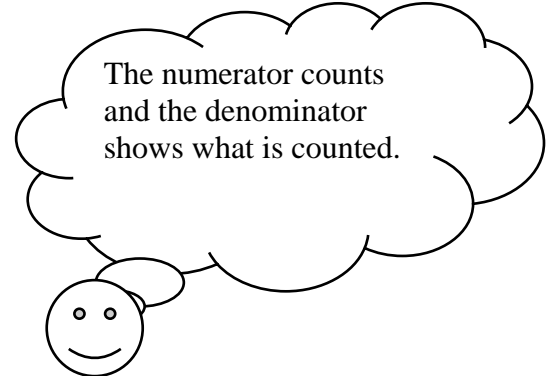 The numerator counts
and the denominator
shows what is counted.